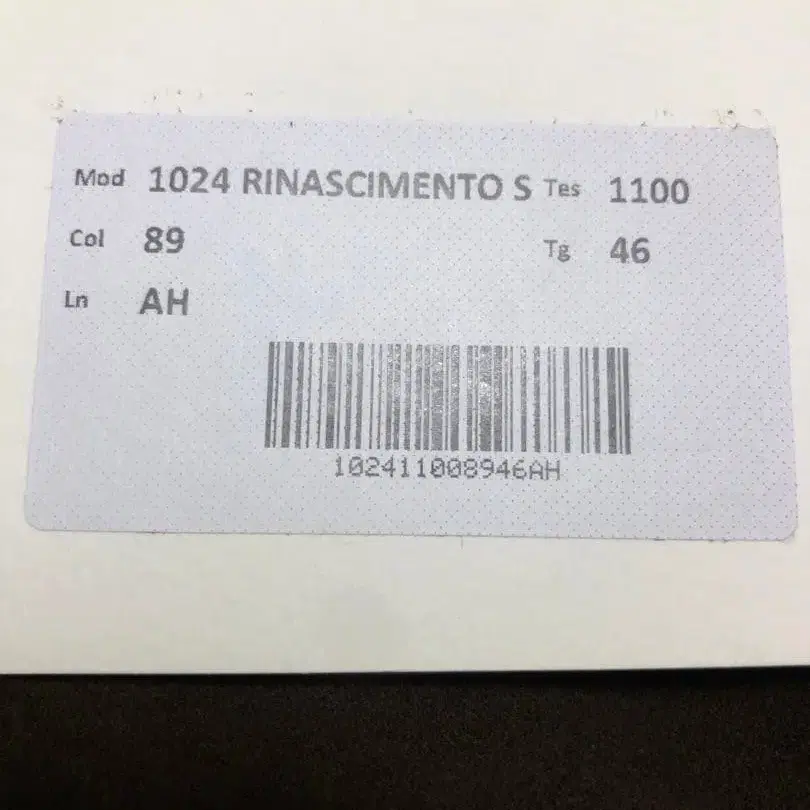 Mod 1024 RINASCIMENTO S Tes 1100
Col 89 Tg 46
Ln AH
102411008946AH